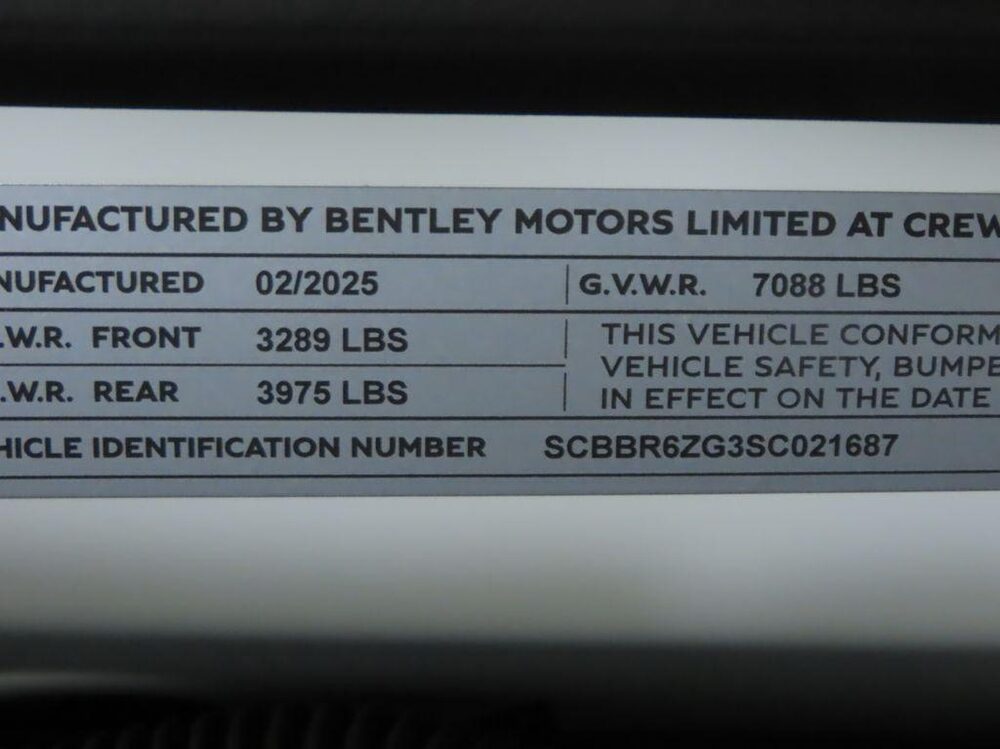 NUFACTURED BY BENTLEY MOTORS LIMITED AT CREW
NUFACTURED 02/2025 G.V.W.R. 7088 LBS
.W.R. FRONT 3289 LBS THIS VEHICLE CONFORM
VEHICLE SAFETY, BUMPE
.W.R. REAR 3975 LBS IN EFFECT ON THE DATE
HICLE IDENTIFICATION NUMBER SCBBR6ZG3SC021687